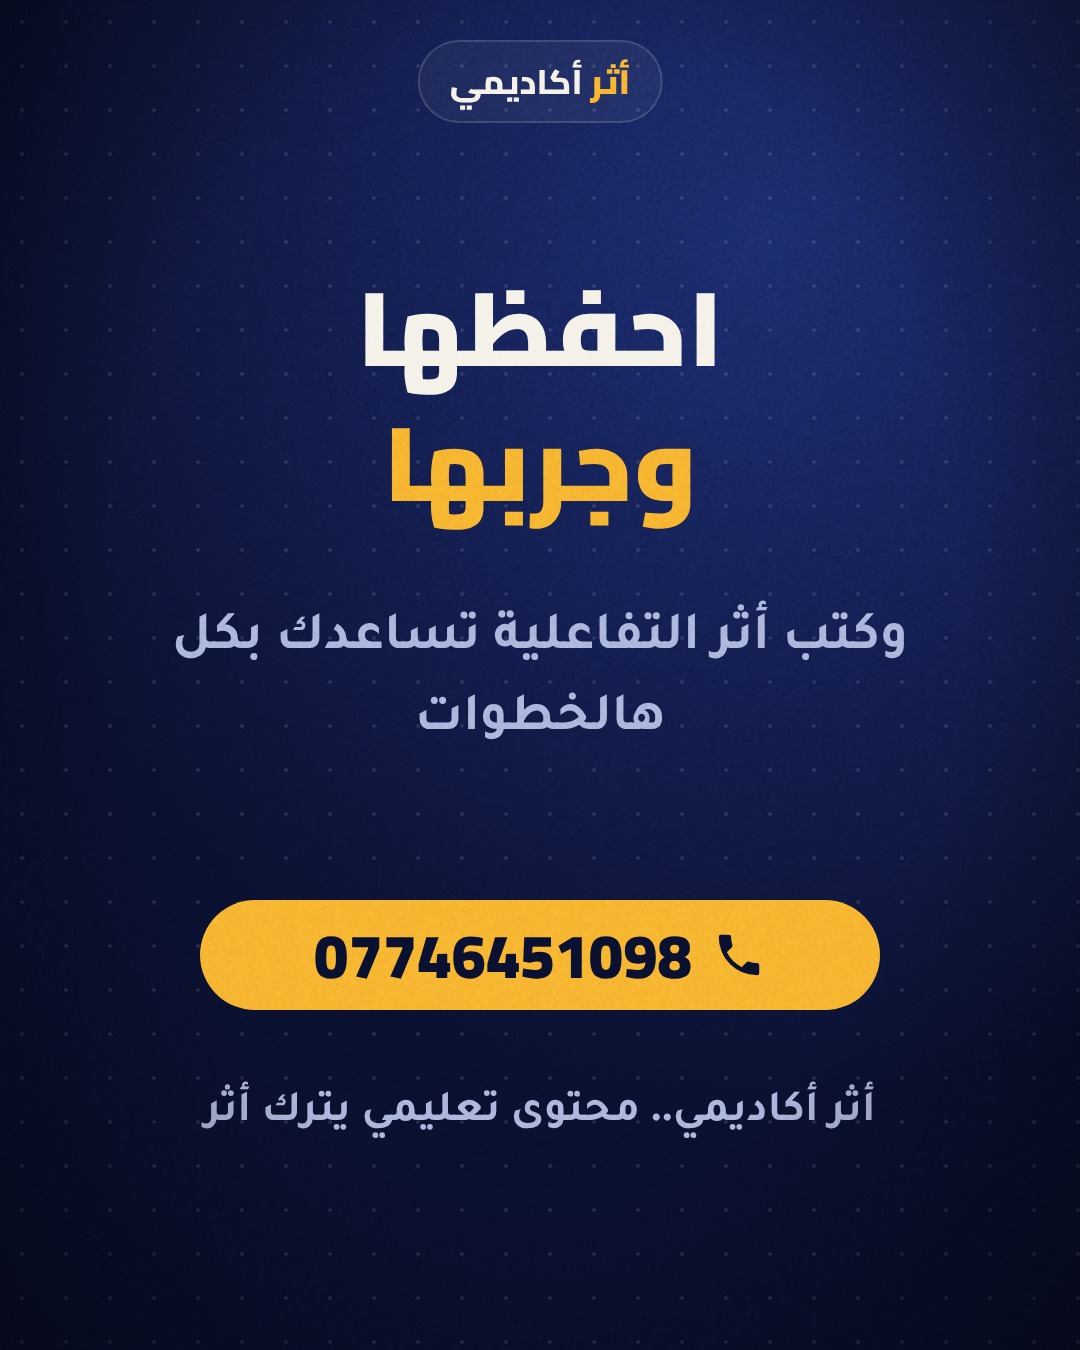 أثر أكاديمي
احفظها
وجربها
وكتب أثر التفاعلية تساعدك بكل
هالخطوات
07746451098
أثر أكاديمي.. محتوى تعليمي يترك أثر